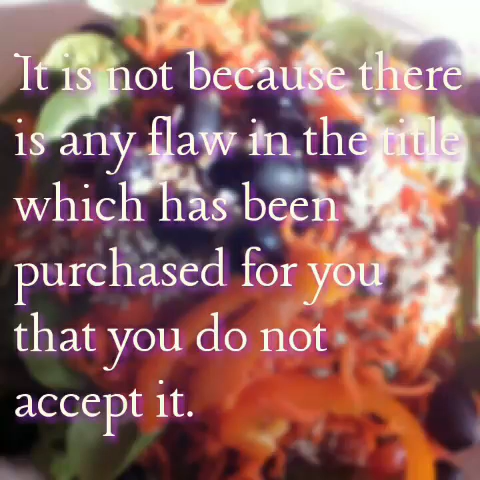 It is not because there
is any flaw in the title
which has been
purchased for you
that you do not
accept it.